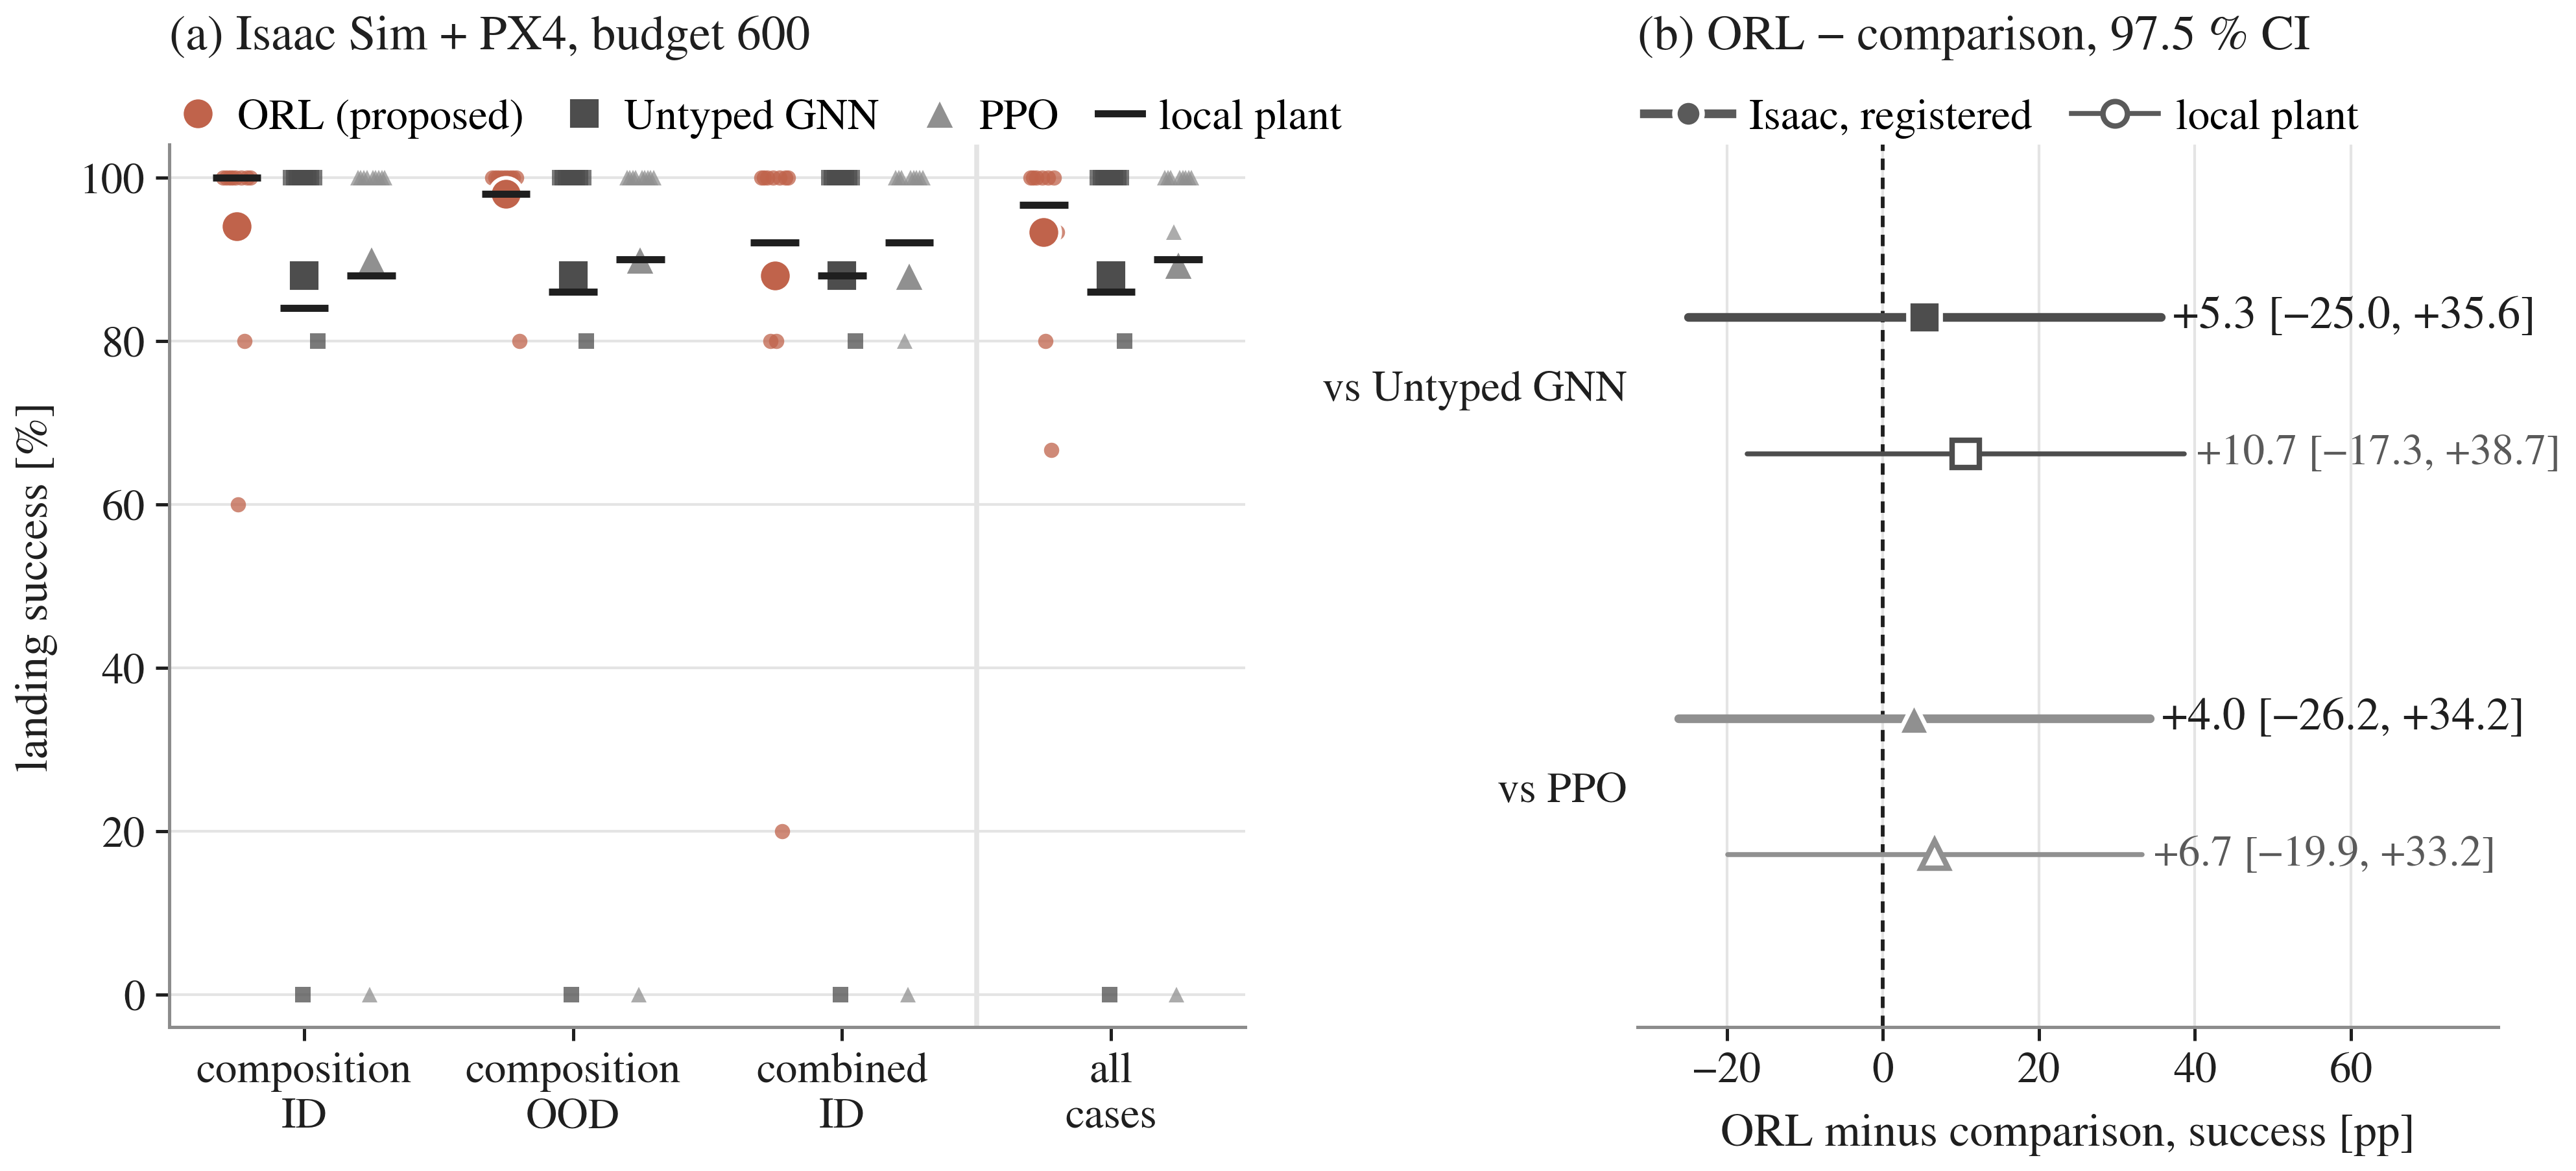 (a) Isaac Sim + PX4, budget 600
ORL (proposed)
Untyped GNN
PPO
local plant
landing success [%]
100
80
60
40
20
0
composition
ID
composition
OOD
combined
ID
all
cases
(b) ORL − comparison, 97.5 % CI
Isaac, registered
local plant
vs Untyped GNN
+5.3 [−25.0, +35.6]
+10.7 [−17.3, +38.7]
vs PPO
+4.0 [−26.2, +34.2]
+6.7 [−19.9, +33.2]
−20
0
20
40
60
ORL minus comparison, success [pp]